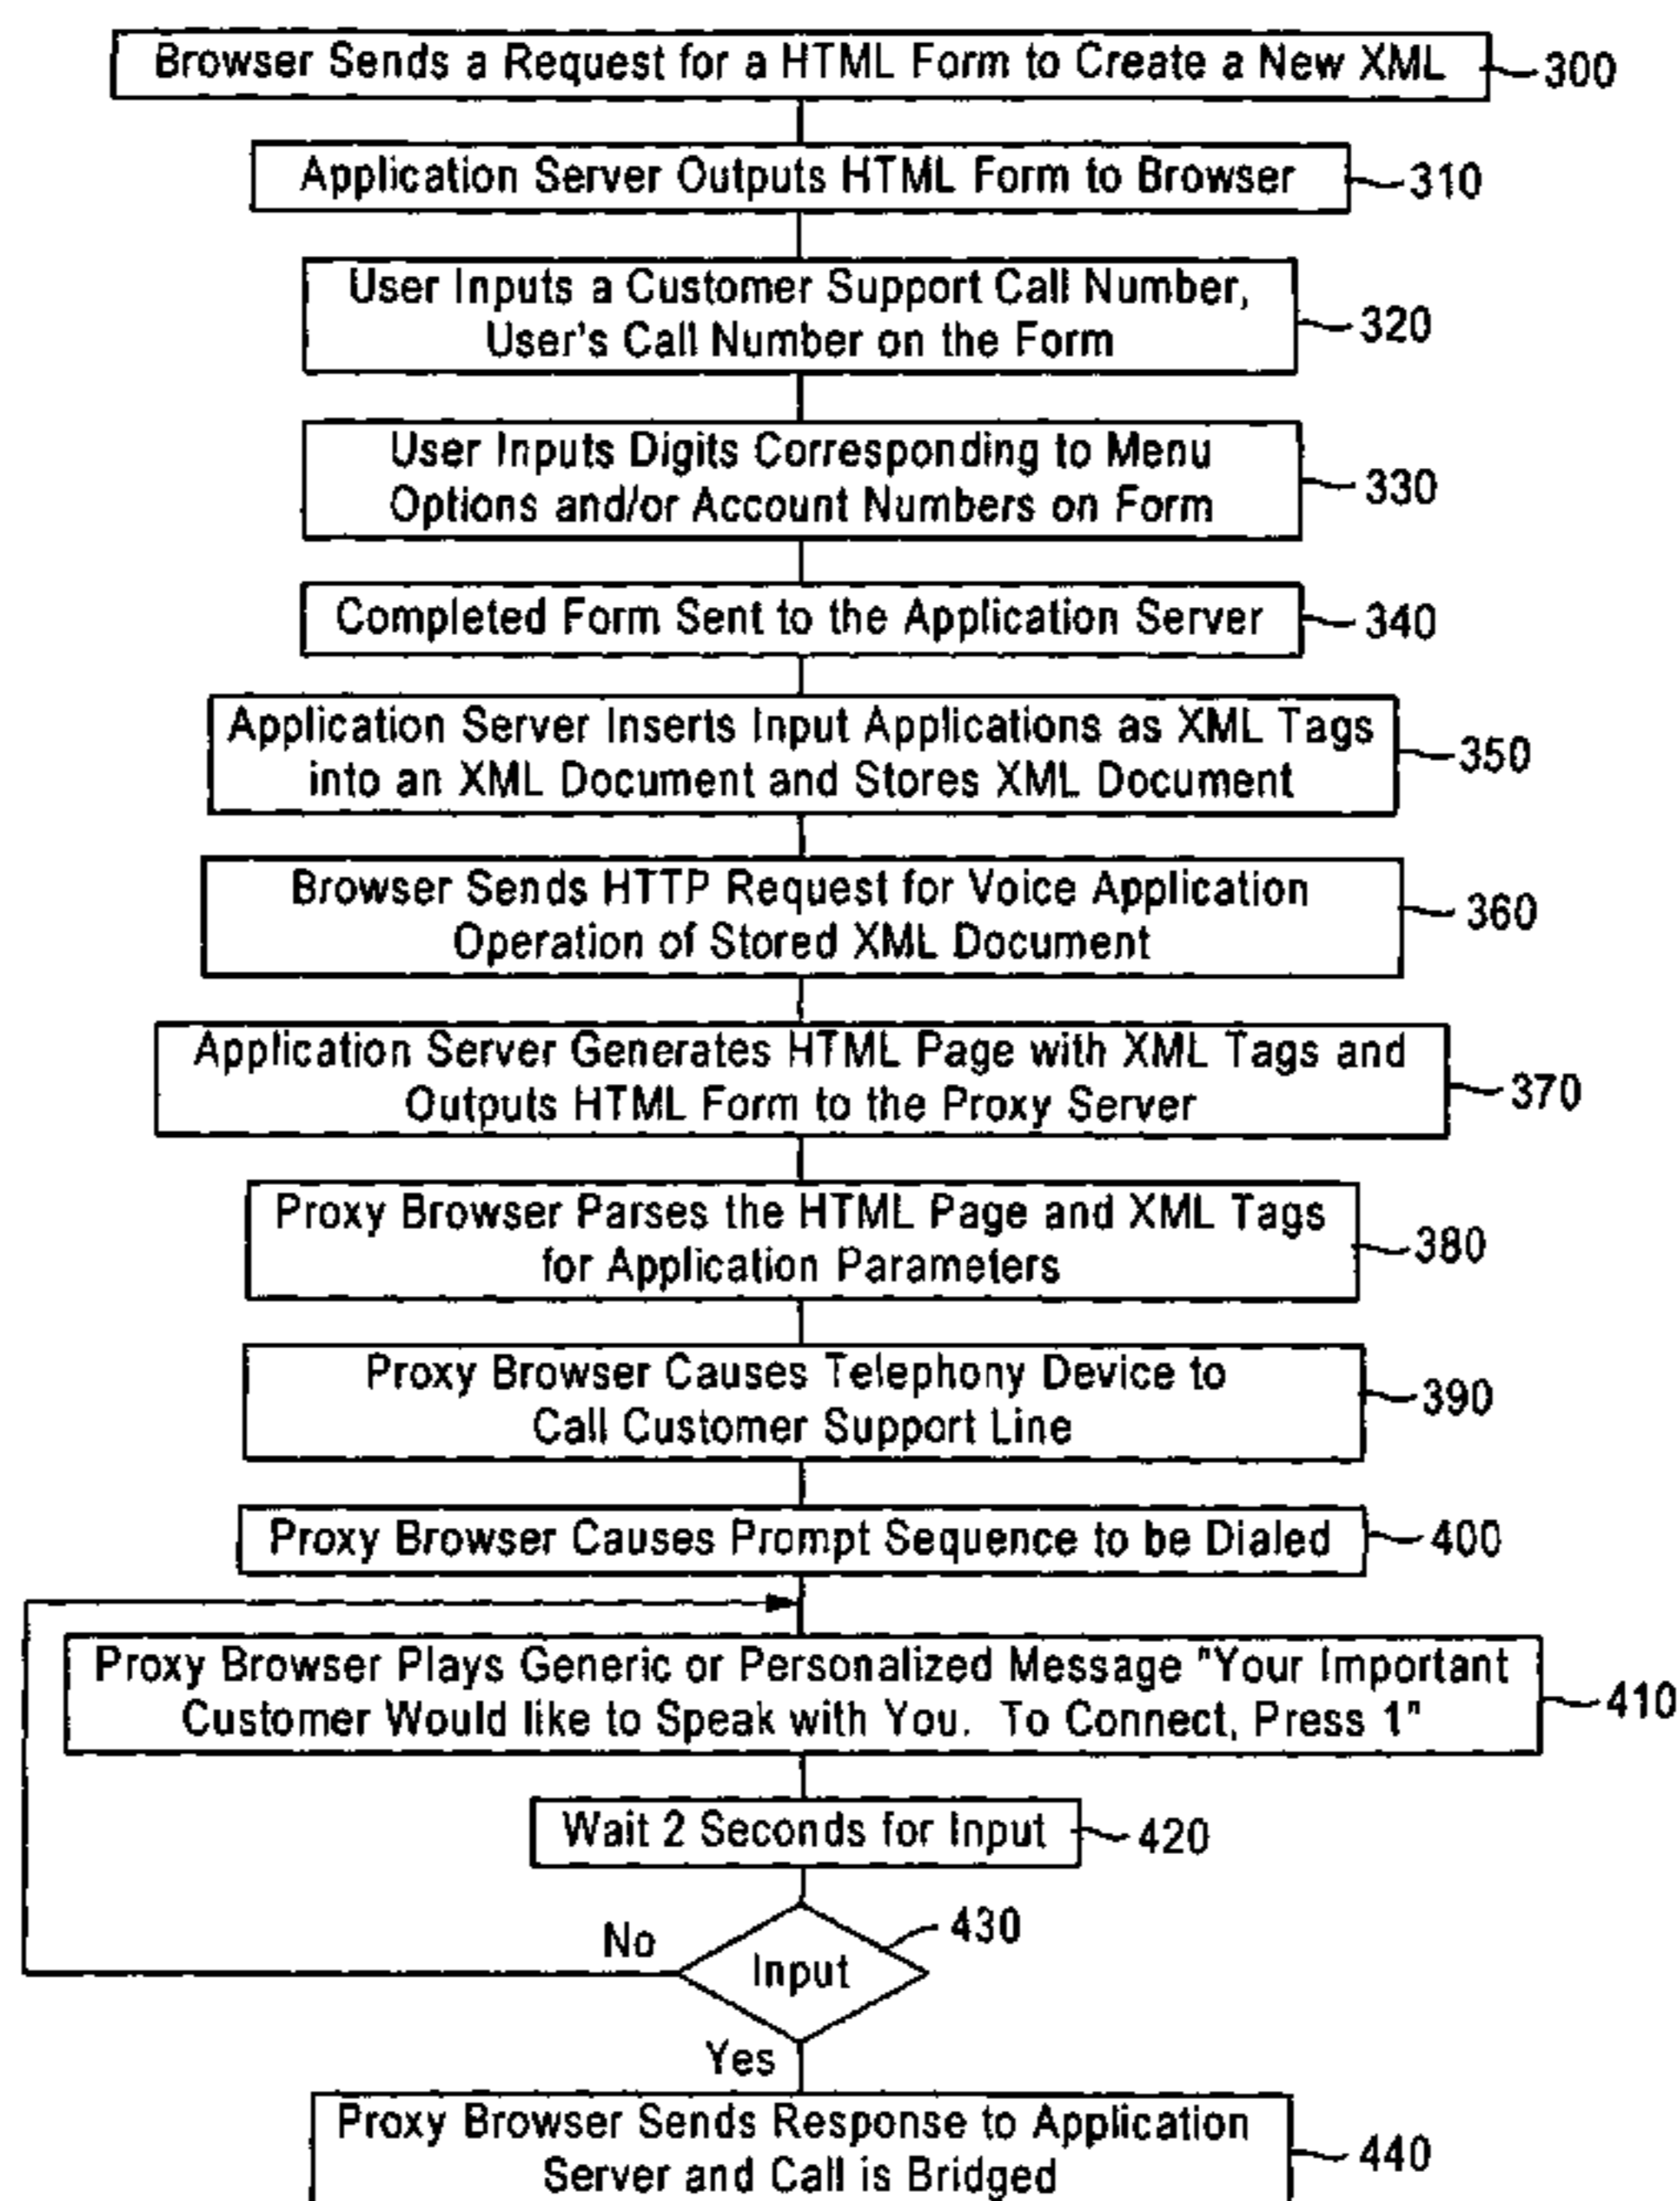 Browser Sends a Request for a HTML Form to Create a New XML
300
Application Server Outputs HTML Form to Browser
310
User Inputs a Customer Support Call Number,
User's Call Number on the Form
320
User Inputs Digits Corresponding to Menu
Options and/or Account Numbers on Form
330
Completed Form Sent to the Application Server
340
Application Server Inserts Input Applications as XML Tags
into an XML Document and Stores XML Document
350
Browser Sends HTTP Request for Voice Application
Operation of Stored XML Document
360
Application Server Generates HTML Page with XML Tags and
Outputs HTML Form to the Proxy Server
370
Proxy Browser Parses the HTML Page and XML Tags
for Application Parameters
380
Proxy Browser Causes Telephony Device to
Call Customer Support Line
390
Proxy Browser Causes Prompt Sequence to be Dialed
400
Proxy Browser Plays Generic or Personalized Message "Your Important
Customer Would like to Speak with You. To Connect, Press 1"
410
Wait 2 Seconds for Input
420
430
No
Input
Yes
Proxy Browser Sends Response to Application
Server and Call is Bridged
440